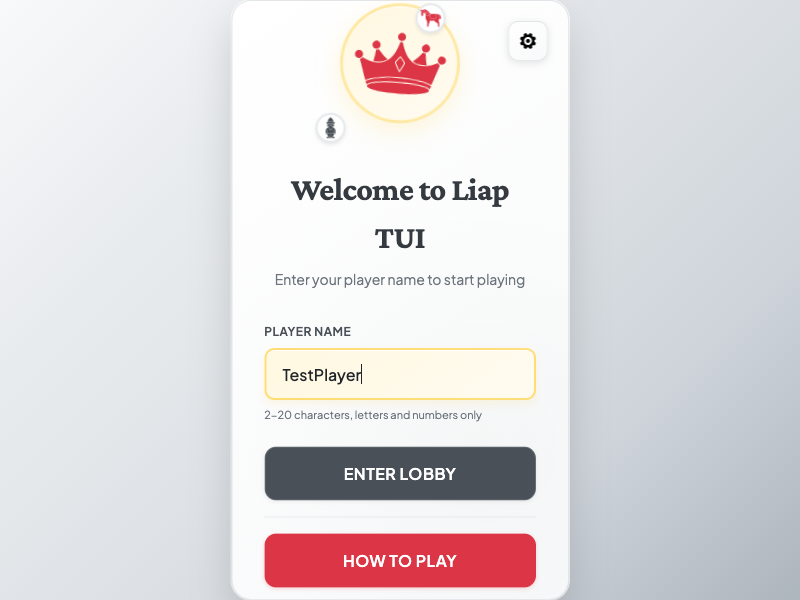 Welcome to Liap
TUI
Enter your player name to start playing
PLAYER NAME
TestPlayer
2–20 characters, letters and numbers only
ENTER LOBBY
HOW TO PLAY